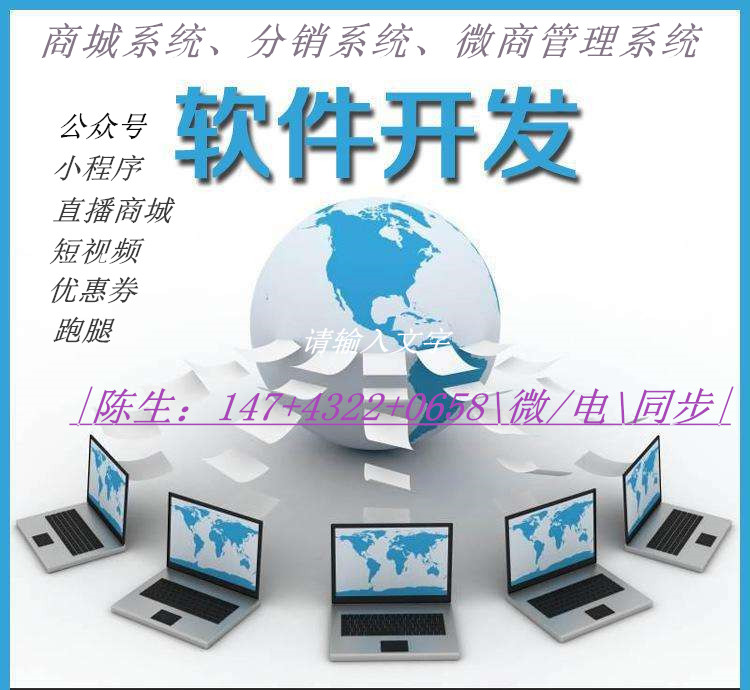 商城系统、分销系统、微商管理系统
软件开发
公众号
小程序
直播商城
短视频
优惠券
跑腿
请输入文字
|陈生：147+4322+0658\微/电\同步|